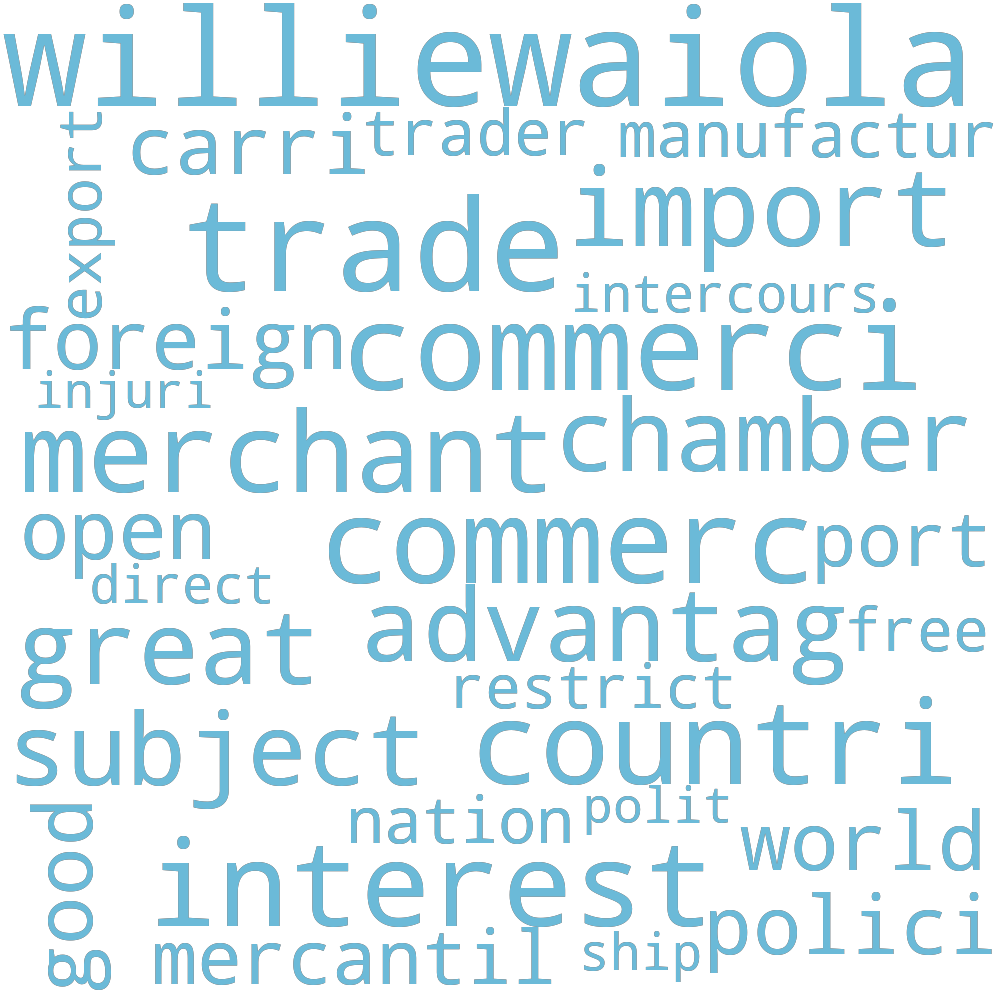 williewaiola
carri trader manufactur
export
trade import
intercours
foreign commerci
injuri
merchant chamber
open commerc port
direct
great advantag free
restrict
subject countri
good nation polit world
interest
mercantil ship polici